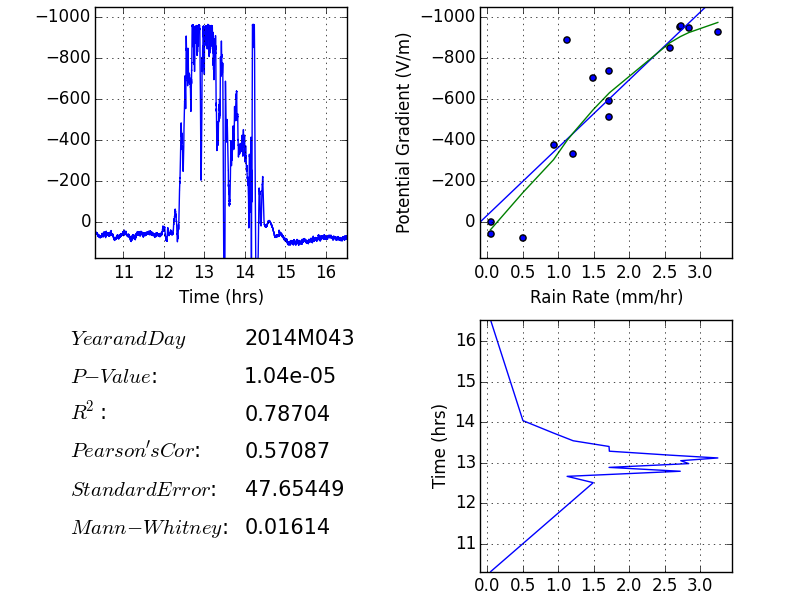 −1000
−800
−600
−400
−200
0
11 12 13 14 15 16
Time (hrs)
Potential Gradient (V/m)
−1000
−800
−600
−400
−200
0
0.0 0.5 1.0 1.5 2.0 2.5 3.0
Rain Rate (mm/hr)
YearandDay 2014M043
P−Value: 1.04e-05
R²: 0.78704
Pearson'sCor: 0.57087
StandardError: 47.65449
Mann−Whitney: 0.01614
Time (hrs)
16
15
14
13
12
11
0.0 0.5 1.0 1.5 2.0 2.5 3.0